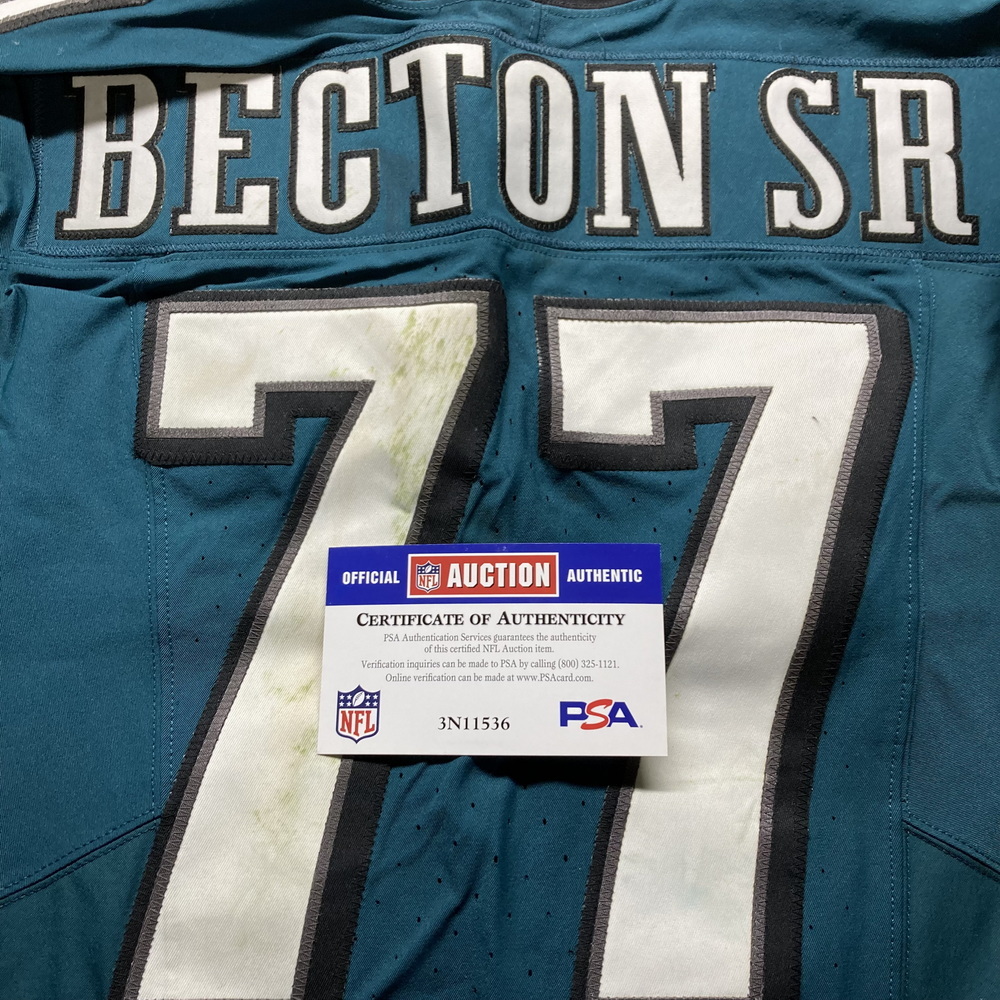 BECTON SR
77
OFFICIAL NFL AUCTION AUTHENTIC
CERTIFICATE OF AUTHENTICITY
PSA Authentication Services guarantees the authenticity
of this certified NFL Auction item.
Verification inquiries can be made to PSA by calling (800) 325-1121.
Online verification can be made at www.PSAcard.com.
NFL 3N11536 PSA